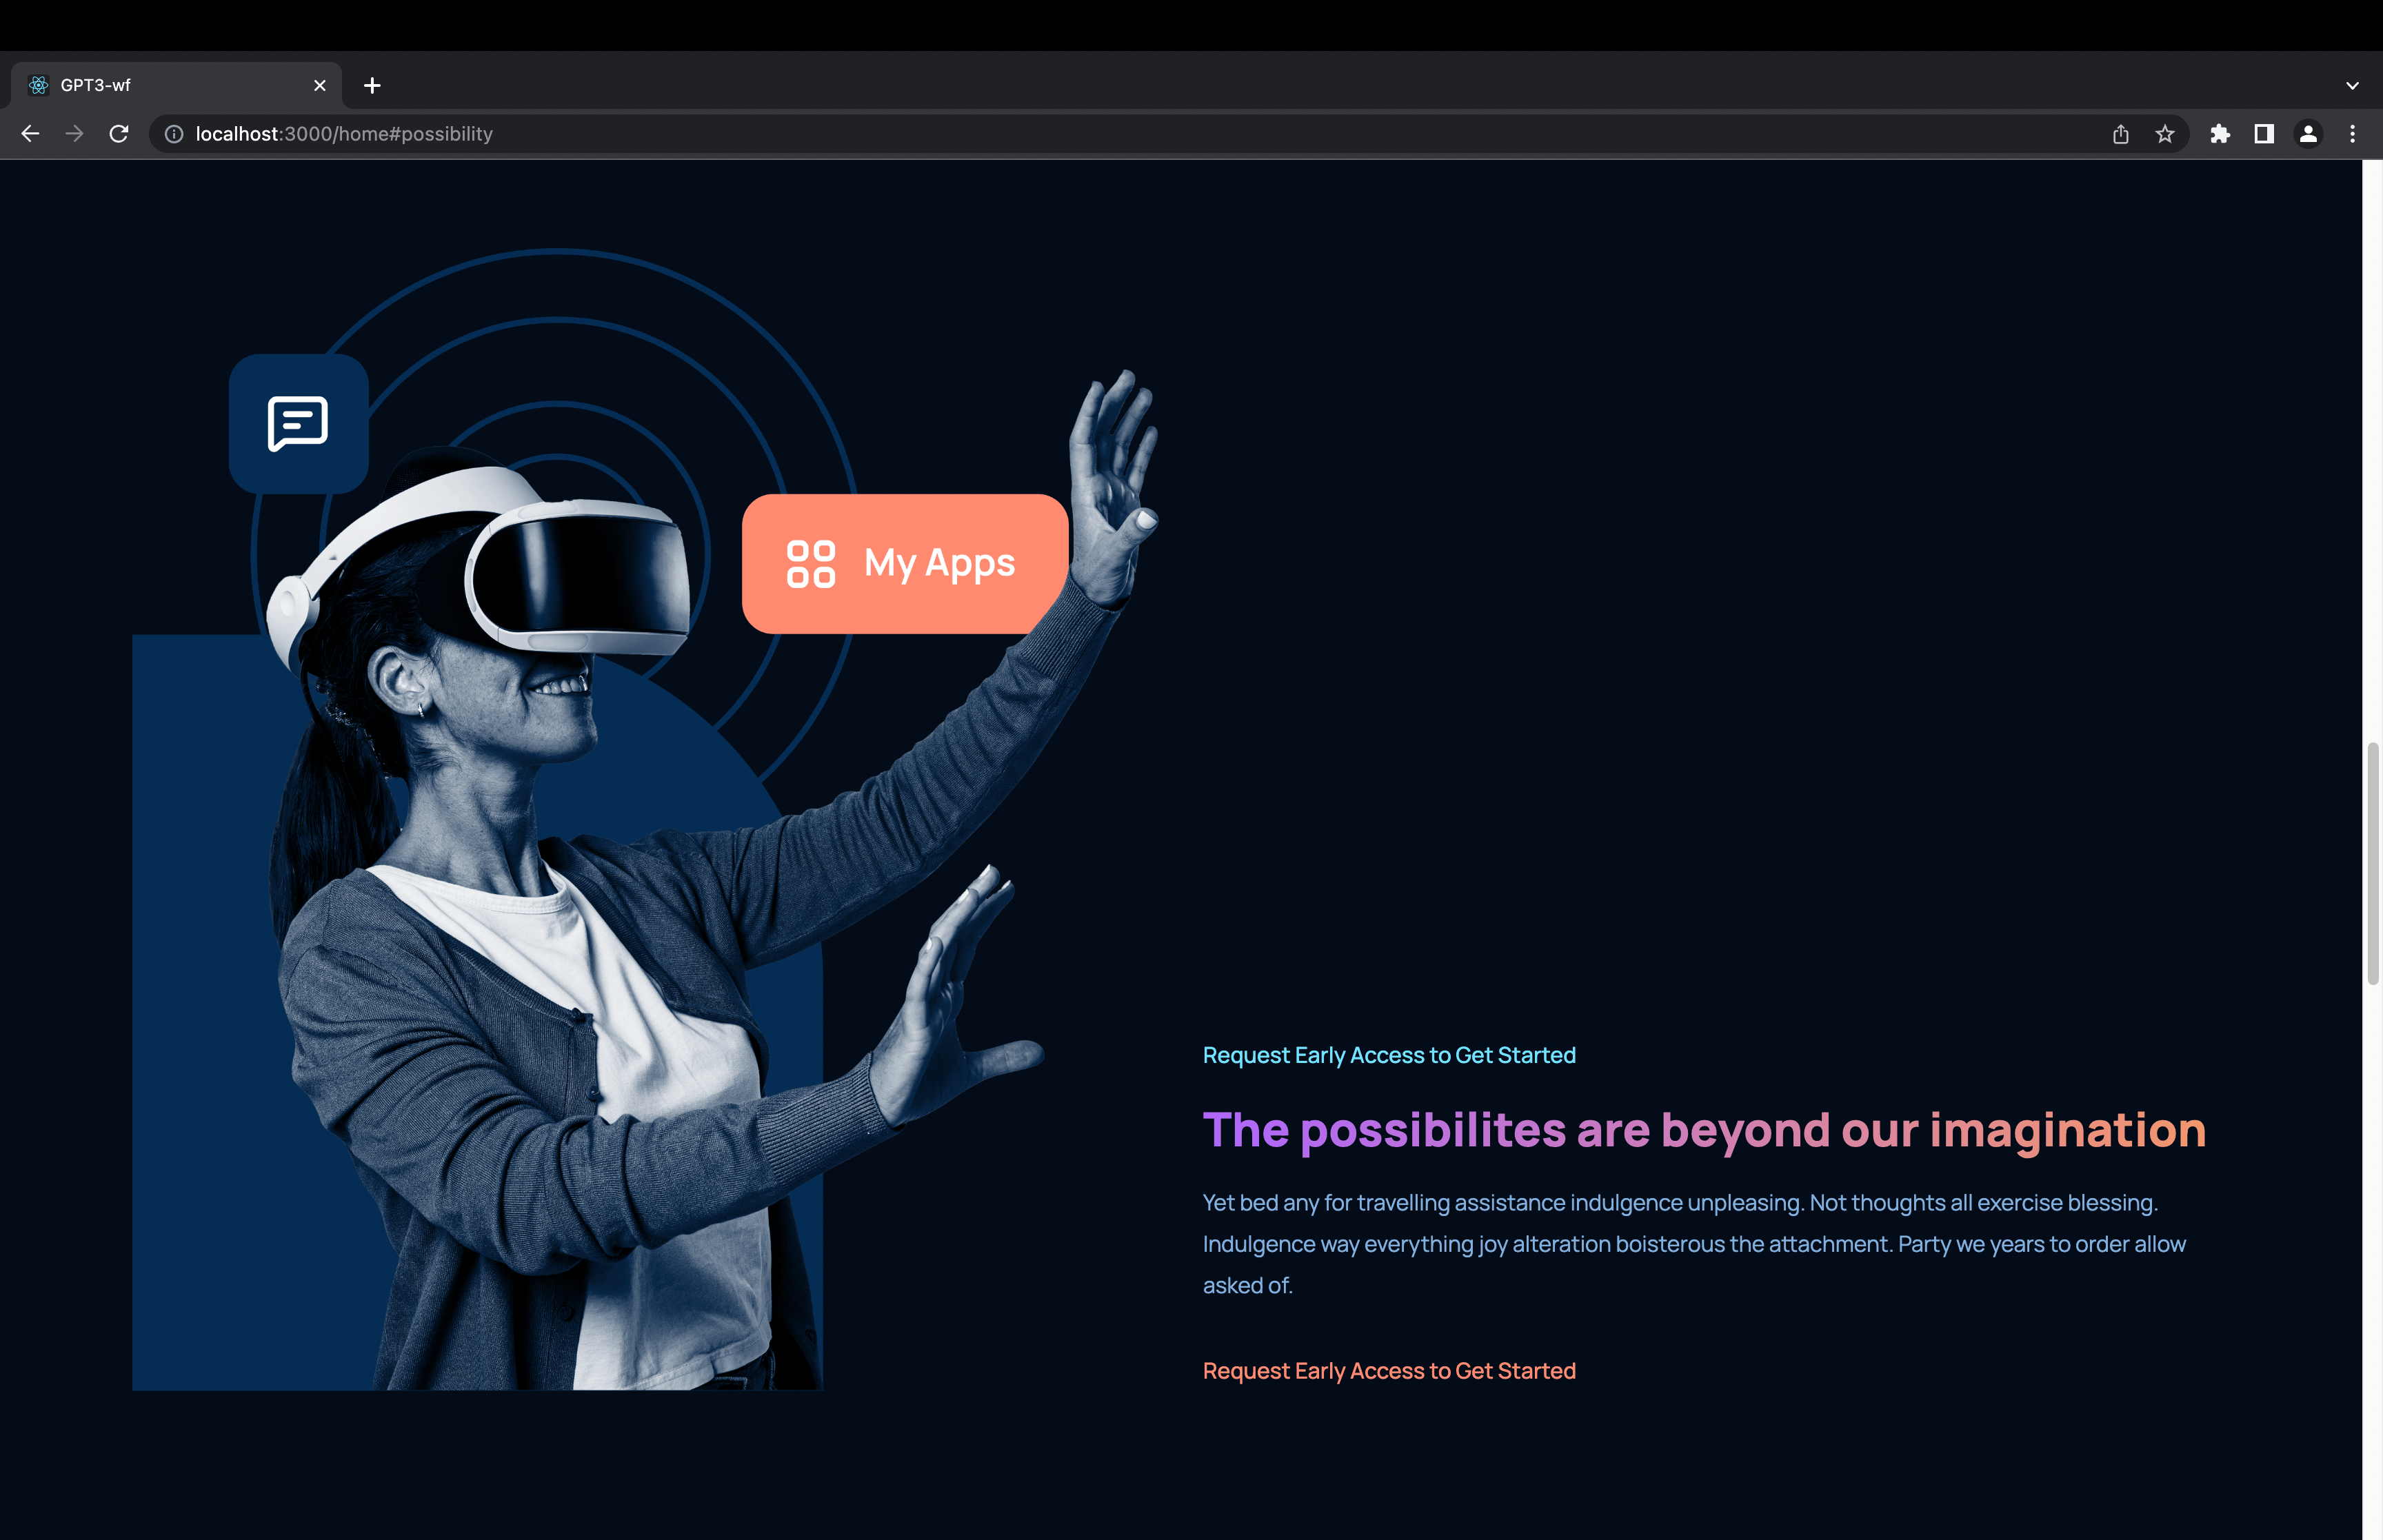 GPT3-wf
localhost:3000/home#possibility
My Apps
Request Early Access to Get Started
The possibilites are beyond our imagination
Yet bed any for travelling assistance indulgence unpleasing. Not thoughts all exercise blessing.
Indulgence way everything joy alteration boisterous the attachment. Party we years to order allow
asked of.
Request Early Access to Get Started